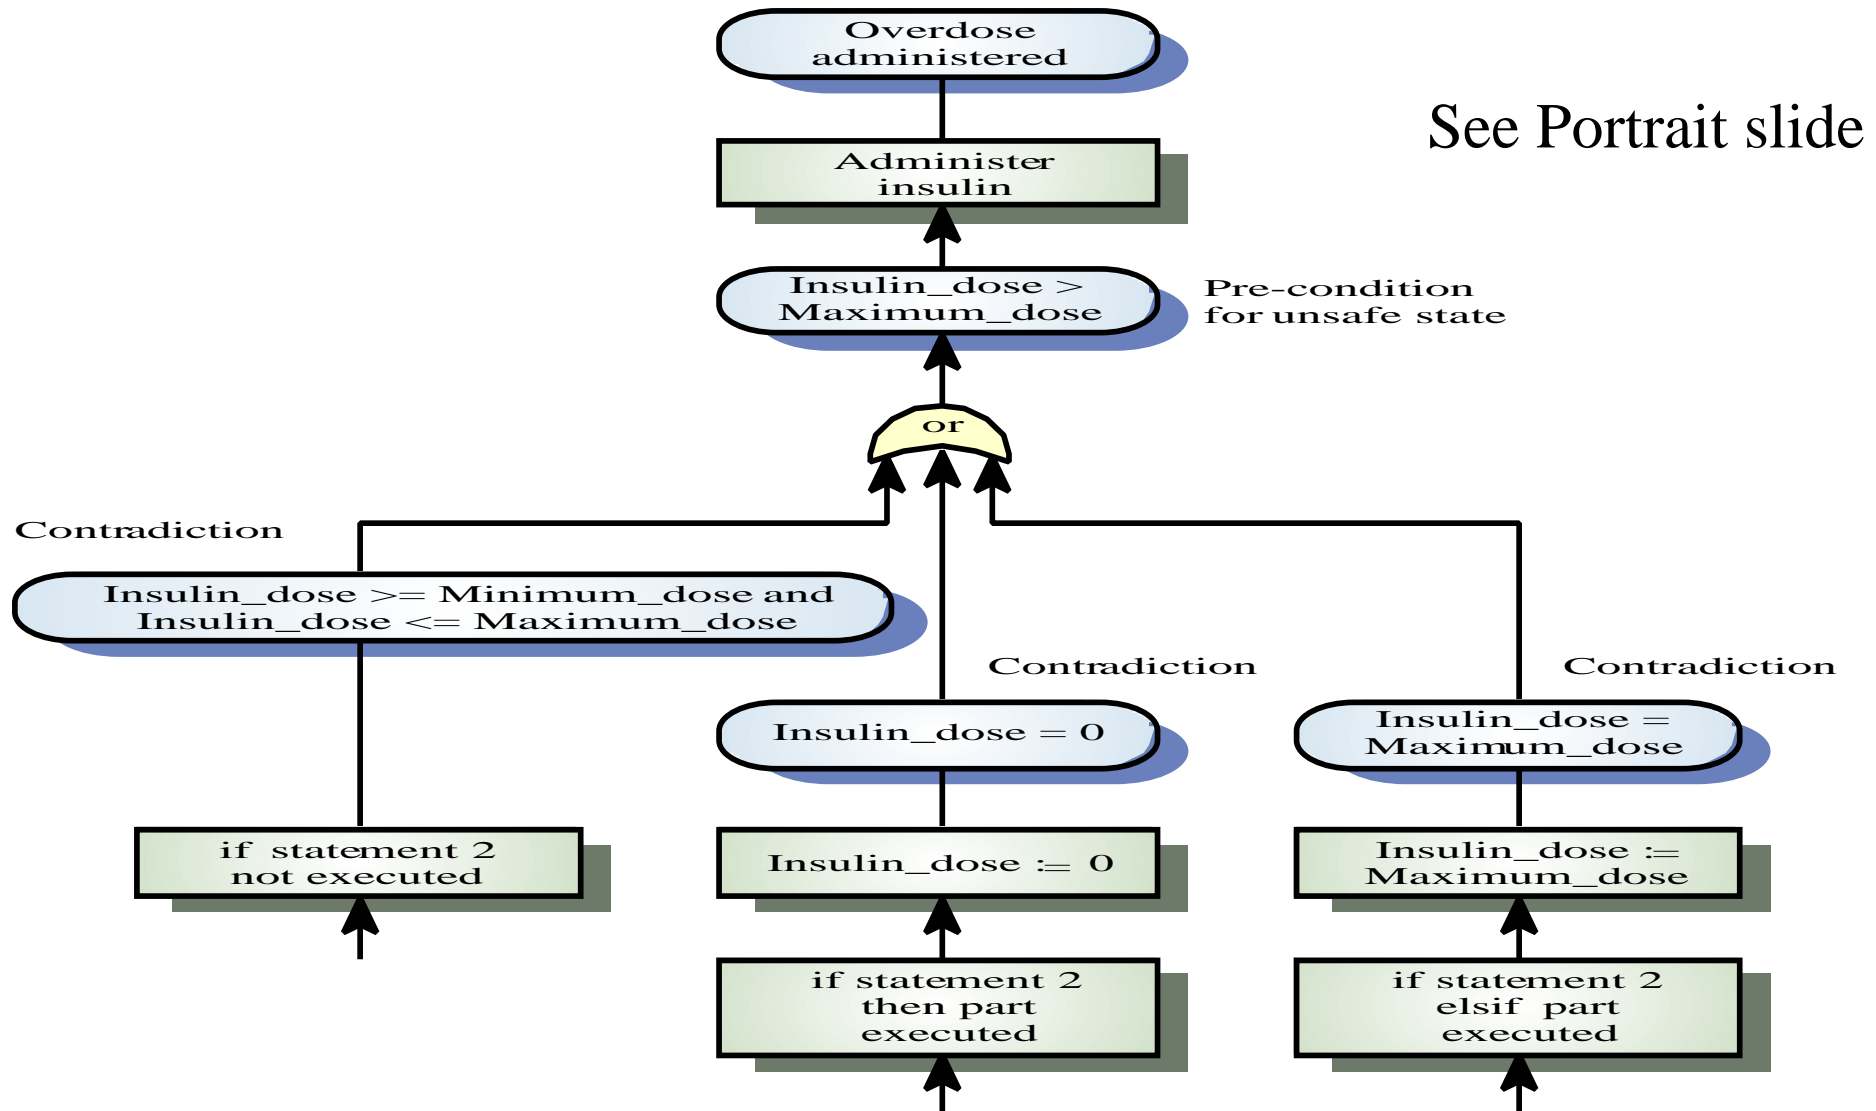 Overdose
administered
See Portrait slide
Administer
insulin
Insulin_dose >
Maximum_dose
Pre-condition
for unsafe state
or
Contradiction
Insulin_dose >= Minimum_dose and
Insulin_dose <= Maximum_dose
Contradiction
Contradiction
Insulin_dose = 0
Insulin_dose =
Maximum_dose
if statement 2
not executed
Insulin_dose := 0
Insulin_dose :=
Maximum_dose
if statement 2
then part
executed
if statement 2
elsif part
executed